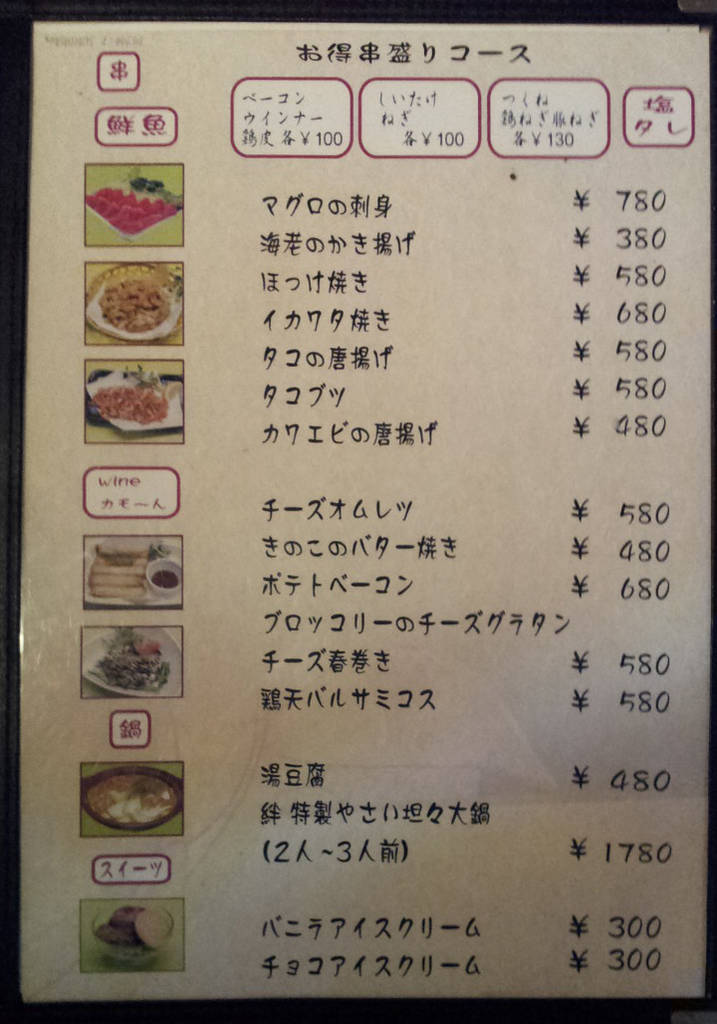 お得串盛りコース
串
ベーコン
ウインナー
鶏皮 各¥100
しいたけ
ねぎ
各¥100
つくね
鶏ねぎ豚ねぎ
各¥130
塩
タレ
鮮魚
マグロの刺身 ¥ 780
海老のかき揚げ ¥ 380
ほっけ焼き ¥ 580
イカワタ焼き ¥ 680
タコの唐揚げ ¥ 580
タコブツ ¥ 580
カワエビの唐揚げ ¥ 480
wine
カモ〜ん
チーズオムレツ ¥ 580
きのこのバター焼き ¥ 480
ポテトベーコン ¥ 680
ブロッコリーのチーズグラタン
チーズ春巻き ¥ 580
鶏天バルサミコス ¥ 580
鍋
湯豆腐 ¥ 480
絆 特製やさい坦々大鍋
(2人~3人前) ¥ 1780
スイーツ
バニラアイスクリーム ¥ 300
チョコアイスクリーム ¥ 300